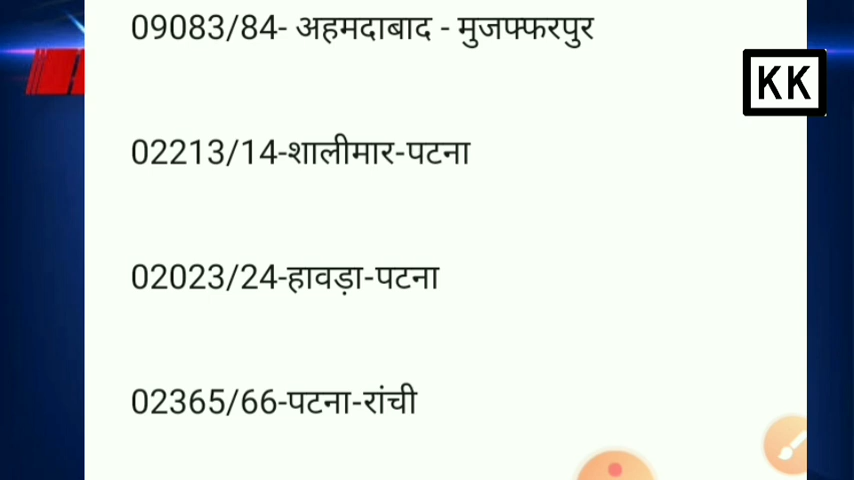 09083/84- अहमदाबाद - मुजफ्फरपुर
KK
02213/14-शालीमार-पटना
02023/24-हावड़ा-पटना
02365/66-पटना-रांची